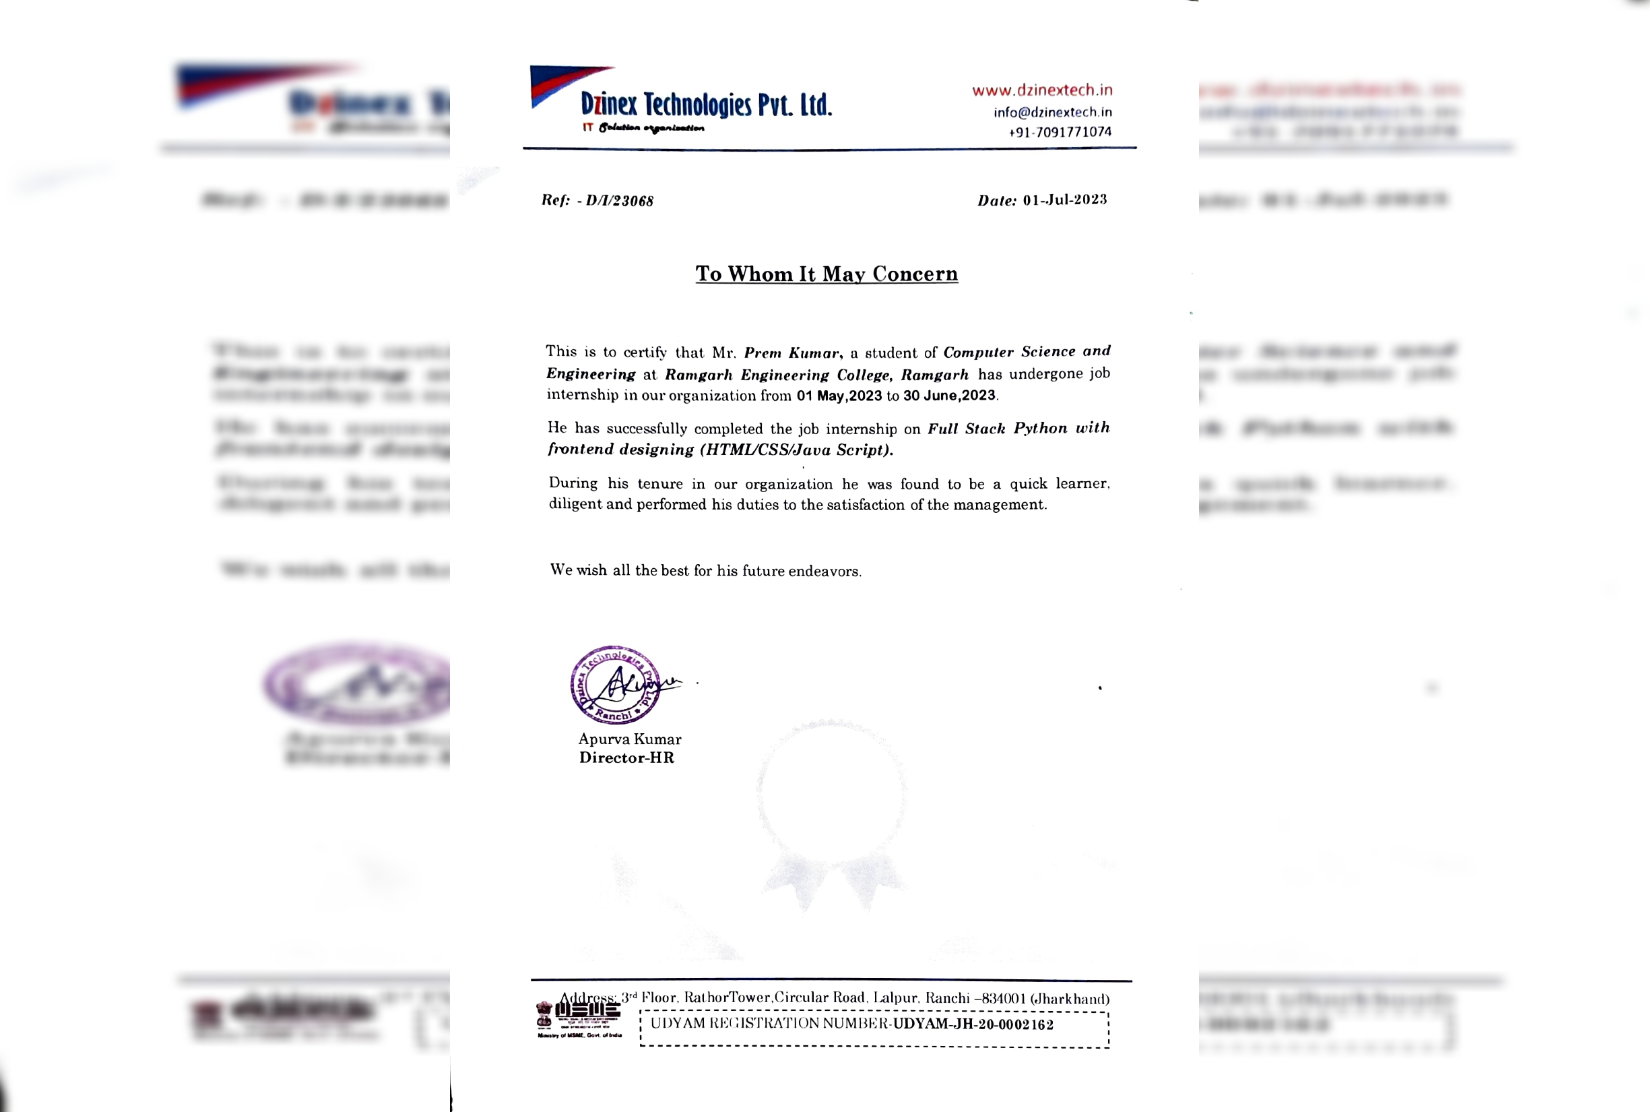 Dzinex Technologies Pvt. Ltd.
IT Solution organization
www.dzinextech.in
info@dzinextech.in
+91-7091771074
Ref: - D/I/23068
Date: 01-Jul-2023
To Whom It May Concern
This is to certify that Mr. Prem Kumar, a student of Computer Science and
Engineering at Ramgarh Engineering College, Ramgarh has undergone job
internship in our organization from 01 May,2023 to 30 June,2023.
He has successfully completed the job internship on Full Stack Python with
frontend designing (HTML/CSS/Java Script).
During his tenure in our organization he was found to be a quick learner,
diligent and performed his duties to the satisfaction of the management.
We wish all the best for his future endeavors.
Dzinex Technologies Pvt. Ltd.
Ranchi
Apurva Kumar
Director-HR
Address: 3rd Floor, RathorTower,Circular Road, Lalpur, Ranchi –834001 (Jharkhand)
MSME
Ministry of MSME, Govt. of India
UDYAM REGISTRATION NUMBER-UDYAM-JH-20-0002162